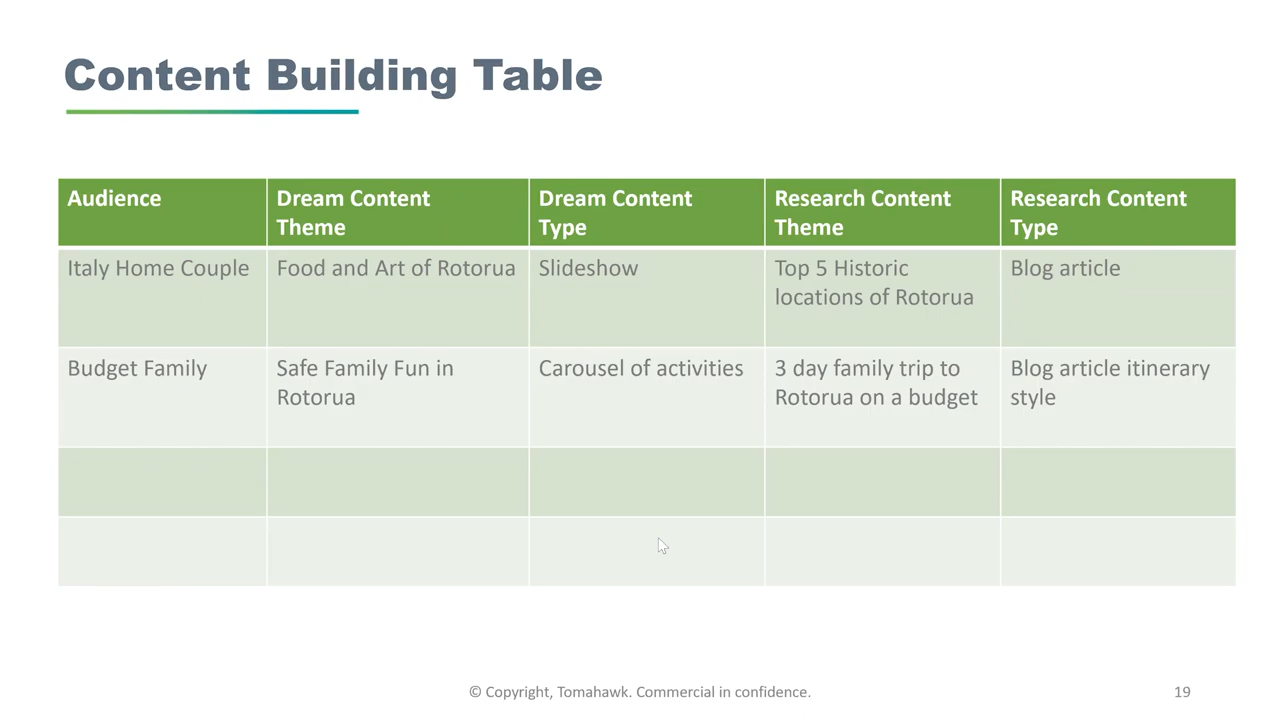 Content Building Table
Audience
Dream Content
Theme
Dream Content
Type
Research Content
Theme
Research Content
Type
Italy Home Couple
Food and Art of Rotorua
Slideshow
Top 5 Historic
locations of Rotorua
Blog article
Budget Family
Safe Family Fun in
Rotorua
Carousel of activities
3 day family trip to
Rotorua on a budget
Blog article itinerary
style
© Copyright, Tomahawk. Commercial in confidence.
19